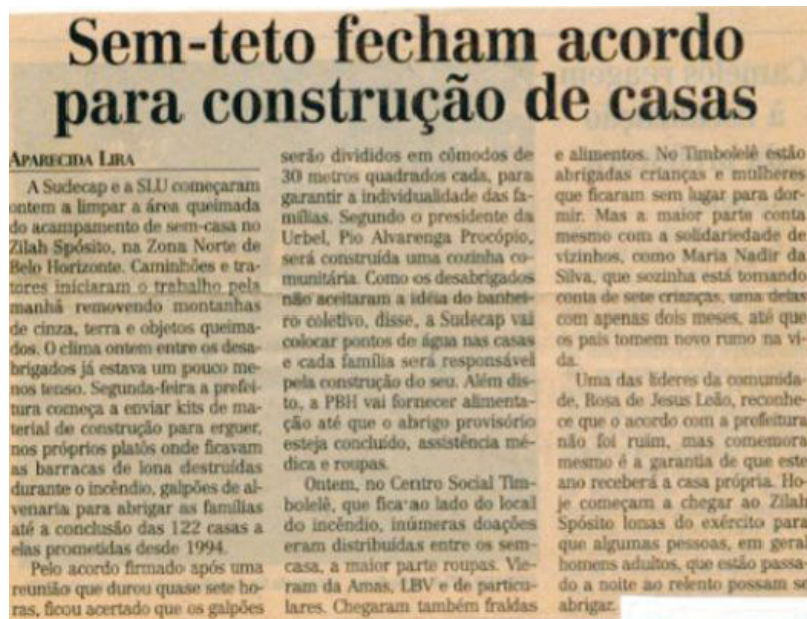 Sem-teto fecham acordo
para construção de casas
APARECIDA LIRA
A Sudecap e a SLU começaram
ontem a limpar a área queimada
do acampamento de sem-casa no
Zilah Spósito, na Zona Norte de
Belo Horizonte. Caminhões e tra-
tores iniciaram o trabalho pela
manhã removendo montanhas
de cinza, terra e objetos queima-
dos. O clima ontem entre os desa-
brigados já estava um pouco me-
nos tenso. Segunda-feira a prefei-
tura começa a enviar kits de ma-
terial de construção para erguer,
nos próprios platôs onde ficavam
as barracas de lona destruídas
durante o incêndio, galpões de al-
venaria para abrigar as famílias
até a conclusão das 122 casas a
elas prometidas desde 1994.
Pelo acordo firmado após uma
reunião que durou quase sete ho-
ras, ficou acertado que os galpões
serão divididos em cômodos de
30 metros quadrados cada, para
garantir a individualidade das fa-
mílias. Segundo o presidente da
Urbel, Pio Alvarenga Procópio,
será construída uma cozinha co-
munitária. Como os desabrigados
não aceitaram a idéia do banhei-
ro coletivo, disse, a Sudecap vai
colocar pontos de água nas casas
e cada família será responsável
pela construção do seu. Além dis-
to, a PBH vai fornecer alimenta-
ção até que o abrigo provisório
esteja concluído, assistência mé-
dica e roupas.
Ontem, no Centro Social Tim-
bolelê, que fica ao lado do local
do incêndio, inúmeras doações
eram distribuídas entre os sem-
casa, a maior parte roupas. Vie-
ram da Amas, LBV e de particu-
lares. Chegaram também fraldas
e alimentos. No Timbolelê estão
abrigadas crianças e mulheres
que ficaram sem lugar para dor-
mir. Mas a maior parte conta
mesmo com a solidariedade de
vizinhos, como Maria Nadir da
Silva, que sozinha está tomando
conta de sete crianças, uma delas
com apenas dois meses, até que
os pais tomem novo rumo na vi-
da.
Uma das líderes da comunida-
de, Rosa de Jesus Leão, reconhe-
ce que o acordo com a prefeitura
não foi ruim, mas comemora
mesmo é a garantia de que este
ano receberá a casa própria. Ho-
je começam a chegar ao Zilah
Spósito lonas do exército para
que algumas pessoas, em geral
homens adultos, que estão passa-
do a noite ao relento possam se
abrigar.